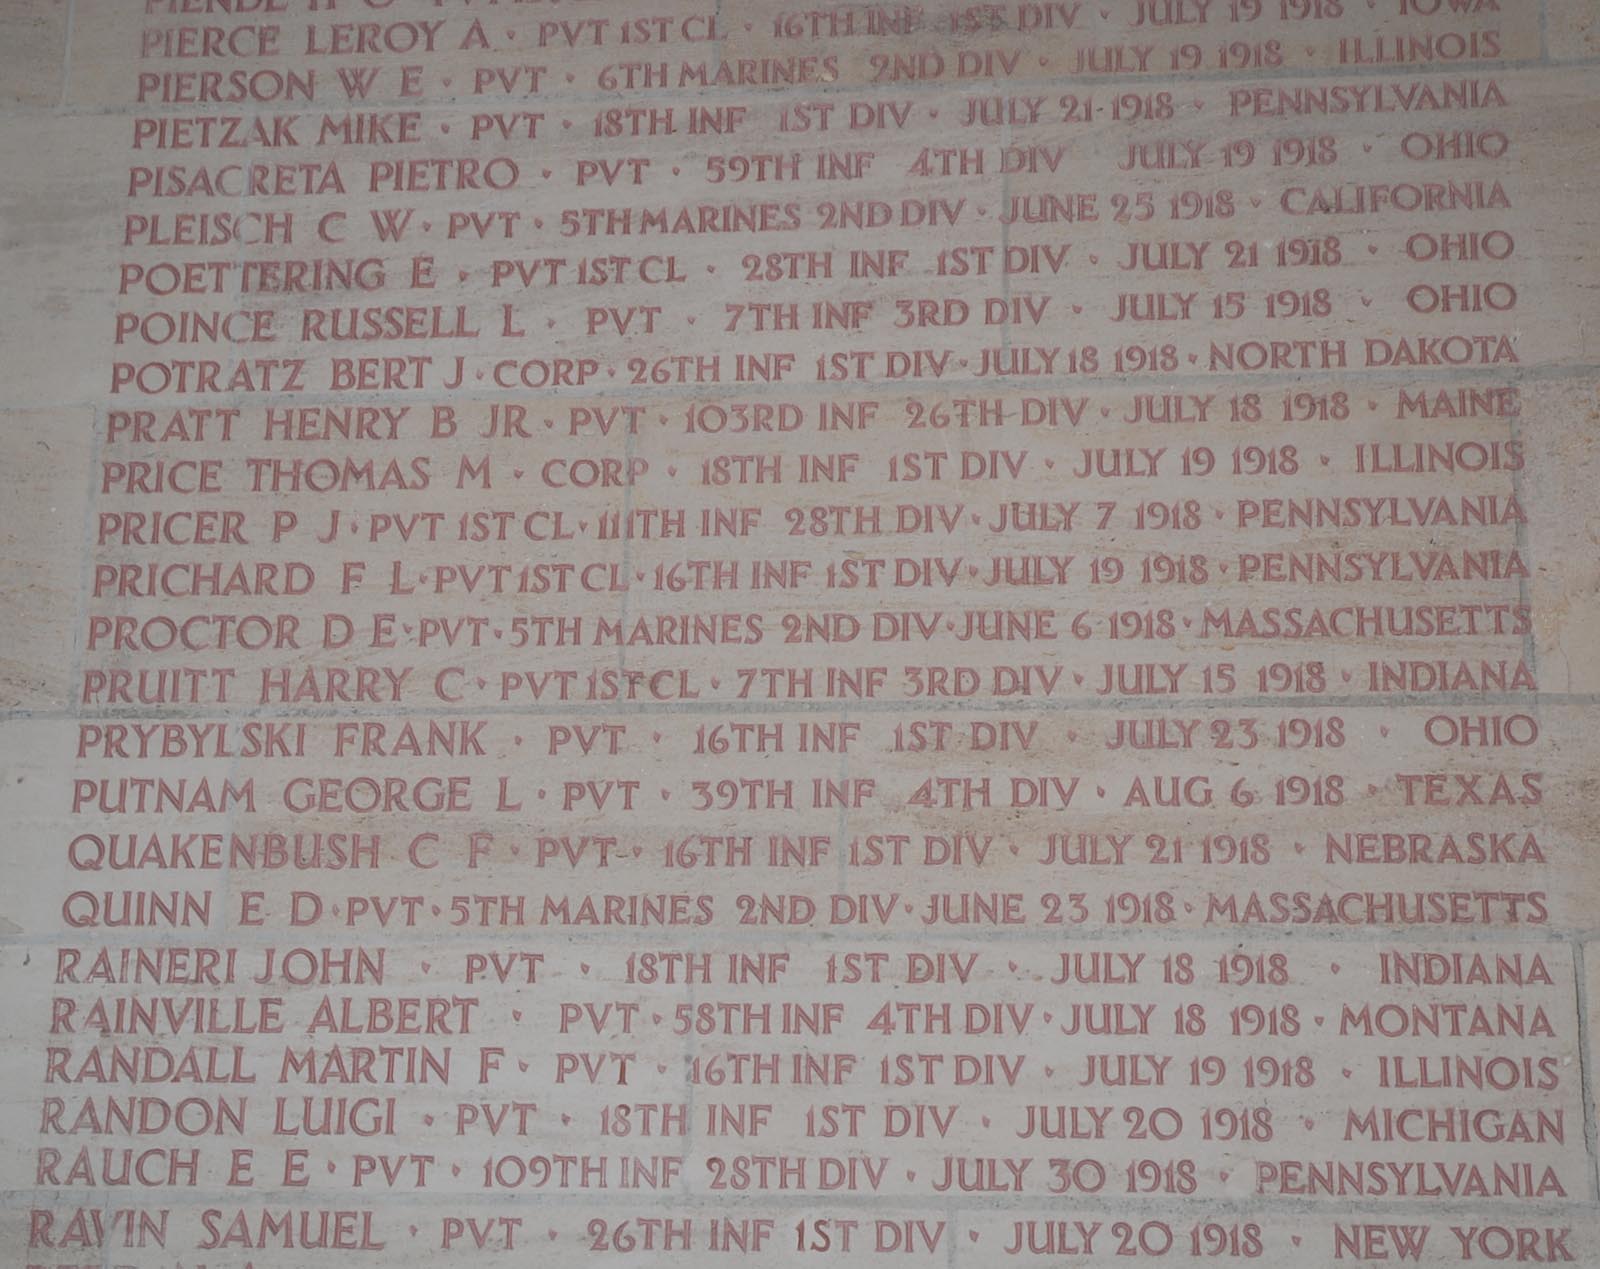 PIERCE LEROY A · PVT 1ST CL · 16TH INF 1ST DIV · JULY 19 1918 · IOWA
PIERSON W E · PVT · 6TH MARINES 2ND DIV · JULY 19 1918 · ILLINOIS
PIETZAK MIKE · PVT · 18TH INF 1ST DIV · JULY 21 1918 · PENNSYLVANIA
PISACRETA PIETRO · PVT · 59TH INF 4TH DIV JULY 19 1918 · OHIO
PLEISCH C W · PVT · 5TH MARINES 2ND DIV · JUNE 25 1918 · CALIFORNIA
POETTERING E · PVT 1ST CL · 28TH INF 1ST DIV · JULY 21 1918 · OHIO
POINCE RUSSELL L · PVT · 7TH INF 3RD DIV · JULY 15 1918 · OHIO
POTRATZ BERT J · CORP · 26TH INF 1ST DIV · JULY 18 1918 · NORTH DAKOTA
PRATT HENRY B JR · PVT · 103RD INF 26TH DIV · JULY 18 1918 · MAINE
PRICE THOMAS M · CORP · 18TH INF 1ST DIV · JULY 19 1918 · ILLINOIS
PRICER P J · PVT 1ST CL · 111TH INF 28TH DIV · JULY 7 1918 · PENNSYLVANIA
PRICHARD F L · PVT 1ST CL · 16TH INF 1ST DIV · JULY 19 1918 · PENNSYLVANIA
PROCTOR D E · PVT · 5TH MARINES 2ND DIV · JUNE 6 1918 · MASSACHUSETTS
PRUITT HARRY C · PVT 1ST CL · 7TH INF 3RD DIV · JULY 15 1918 · INDIANA
PRYBYLSKI FRANK · PVT · 16TH INF 1ST DIV · JULY 23 1918 · OHIO
PUTNAM GEORGE L · PVT · 39TH INF 4TH DIV · AUG 6 1918 · TEXAS
QUAKENBUSH C F · PVT · 16TH INF 1ST DIV · JULY 21 1918 · NEBRASKA
QUINN E D · PVT · 5TH MARINES 2ND DIV · JUNE 23 1918 · MASSACHUSETTS
RAINERI JOHN · PVT · 18TH INF 1ST DIV · JULY 18 1918 · INDIANA
RAINVILLE ALBERT · PVT · 58TH INF 4TH DIV · JULY 18 1918 · MONTANA
RANDALL MARTIN F · PVT · 16TH INF 1ST DIV · JULY 19 1918 · ILLINOIS
RANDON LUIGI · PVT · 18TH INF 1ST DIV · JULY 20 1918 · MICHIGAN
RAUCH E E · PVT · 109TH INF 28TH DIV · JULY 30 1918 · PENNSYLVANIA
RAVIN SAMUEL · PVT · 26TH INF 1ST DIV · JULY 20 1918 · NEW YORK